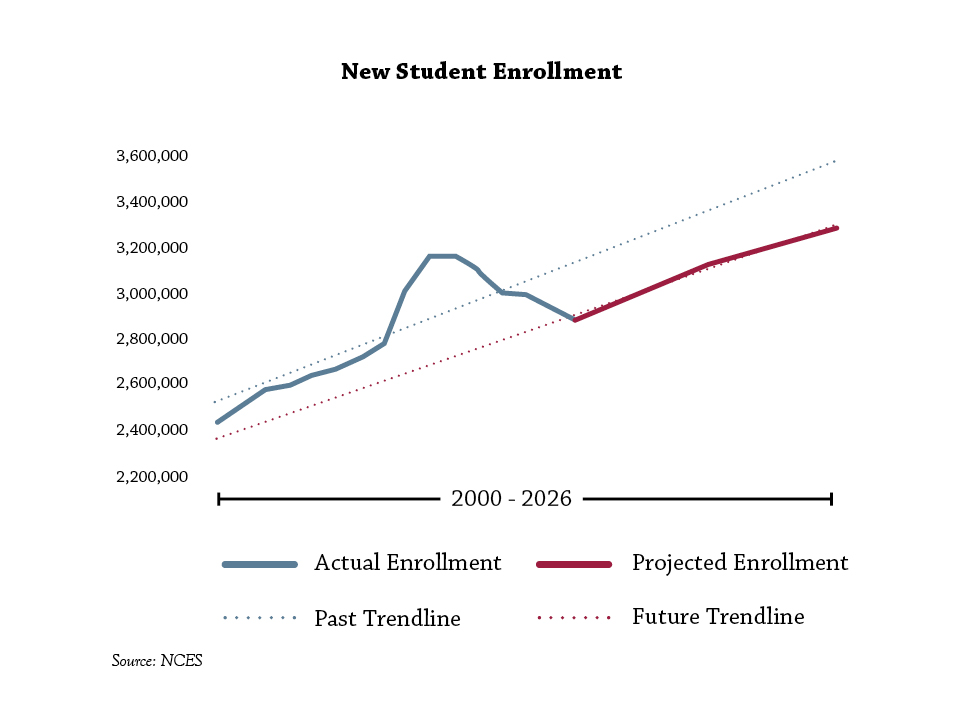 New Student Enrollment
3,600,000
3,400,000
3,200,000
3,000,000
2,800,000
2,600,000
2,400,000
2,200,000
2000 - 2026
Actual Enrollment
Projected Enrollment
Past Trendline
Future Trendline
Source: NCES